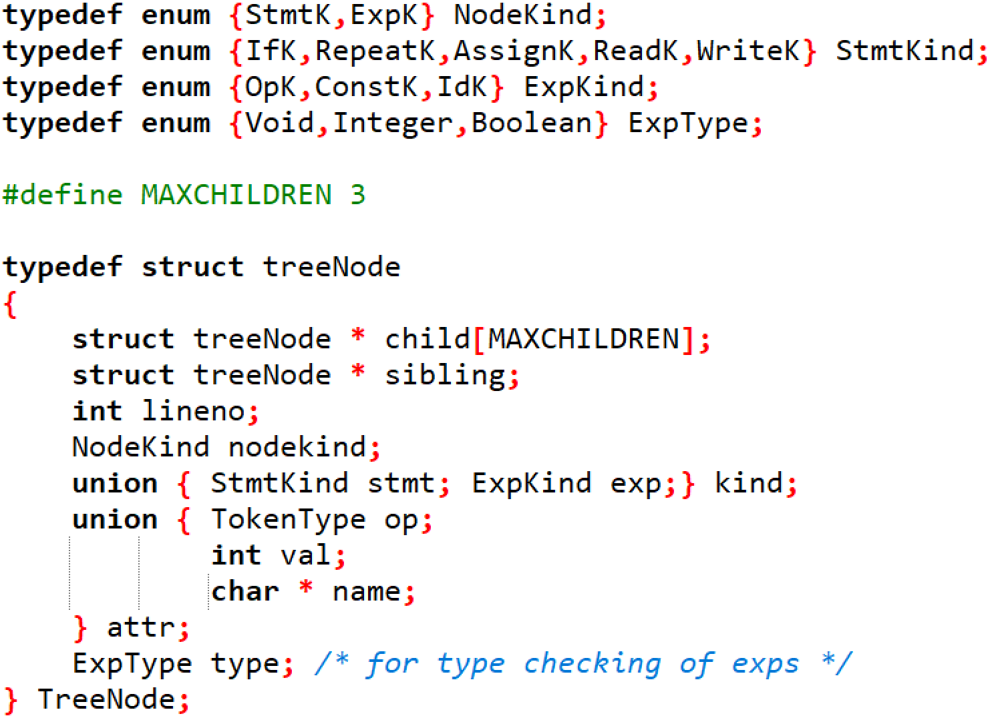 typedef enum {StmtK,ExpK} NodeKind;
typedef enum {IfK,RepeatK,AssignK,ReadK,WriteK} StmtKind;
typedef enum {OpK,ConstK,IdK} ExpKind;
typedef enum {Void,Integer,Boolean} ExpType;
#define MAXCHILDREN 3
typedef struct treeNode
{
struct treeNode * child[MAXCHILDREN];
struct treeNode * sibling;
int lineno;
NodeKind nodekind;
union { StmtKind stmt; ExpKind exp;} kind;
union { TokenType op;
int val;
char * name;
} attr;
ExpType type; /* for type checking of exps */
} TreeNode;